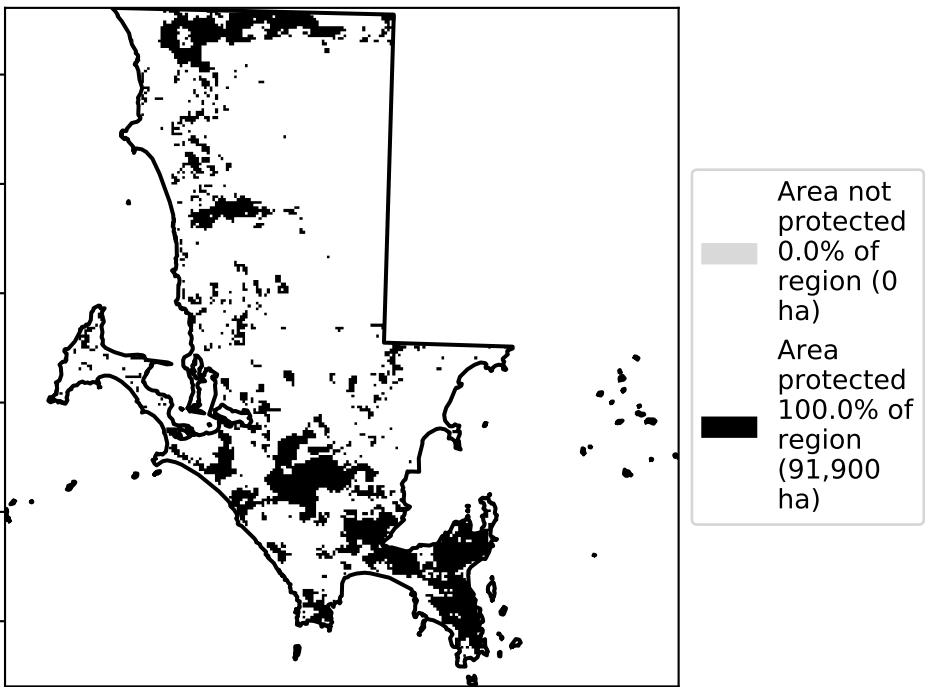 Area not
protected
0.0% of
region (0
ha)
Area
protected
100.0% of
region
(91,900
ha)